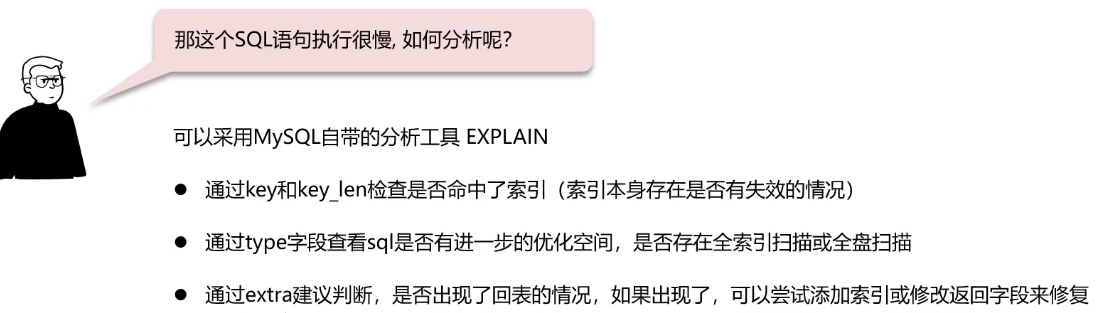 那这个SQL语句执行很慢, 如何分析呢?
可以采用MySQL自带的分析工具 EXPLAIN
● 通过key和key_len检查是否命中了索引（索引本身存在是否有失效的情况）
● 通过type字段查看sql是否有进一步的优化空间，是否存在全索引扫描或全盘扫描
● 通过extra建议判断，是否出现了回表的情况，如果出现了，可以尝试添加索引或修改返回字段来修复